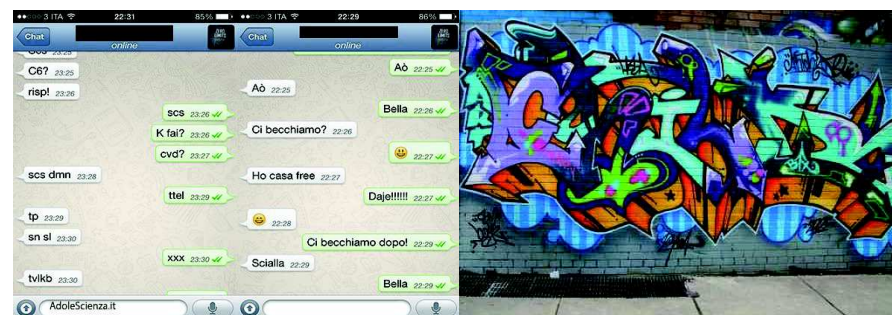 3 ITA 22:31 85%
Chat
online
C6? 23:25
risp! 23:26
scs 23:26
K fai? 23:26
cvd? 23:27
scs dmn 23:28
ttel 23:29
tp 23:29
sn sl 23:30
xxx 23:30
tvlkb 23:30
AdoleScienza.it
3 ITA 22:29 86%
Chat
online
Aò 22:25
Aò 22:25
Bella 22:26
Ci becchiamo? 22:26
😃 22:27
Ho casa free 22:27
Daje!!!!!! 22:27
😄 22:28
Ci becchiamo dopo! 22:29
Scialla 22:29
Bella 22:29